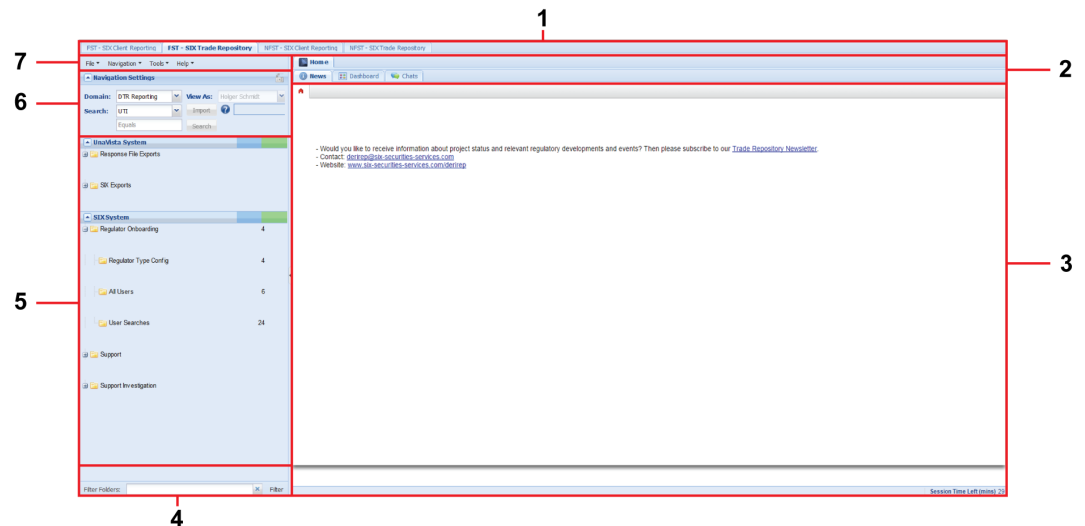 1
FST - SIX Client Reporting FST - SIX Trade Repository NFST - SIX Client Reporting NFST - SIX Trade Repository
7
File Navigation Tools Help
Home
2
News Dashboard Chats
6
Navigation Settings
Domain: DTR Reporting View As: Holger Schmidt
Search: UTI Import
Equals Search
UnaVista System
Response File Exports
SIX Exports
- Would you like to receive information about project status and relevant regulatory developments and events? Then please subscribe to our Trade Repository Newsletter.
- Contact: derirep@six-securities-services.com
- Website: www.six-securities-services.com/derirep
SIX System
Regulator Onboarding 4
Regulator Type Config 4
3
5
All Users 6
User Searches 24
Support
Support Investigation
Filter Folders: Filter
Session Time Left (mins) 29
4